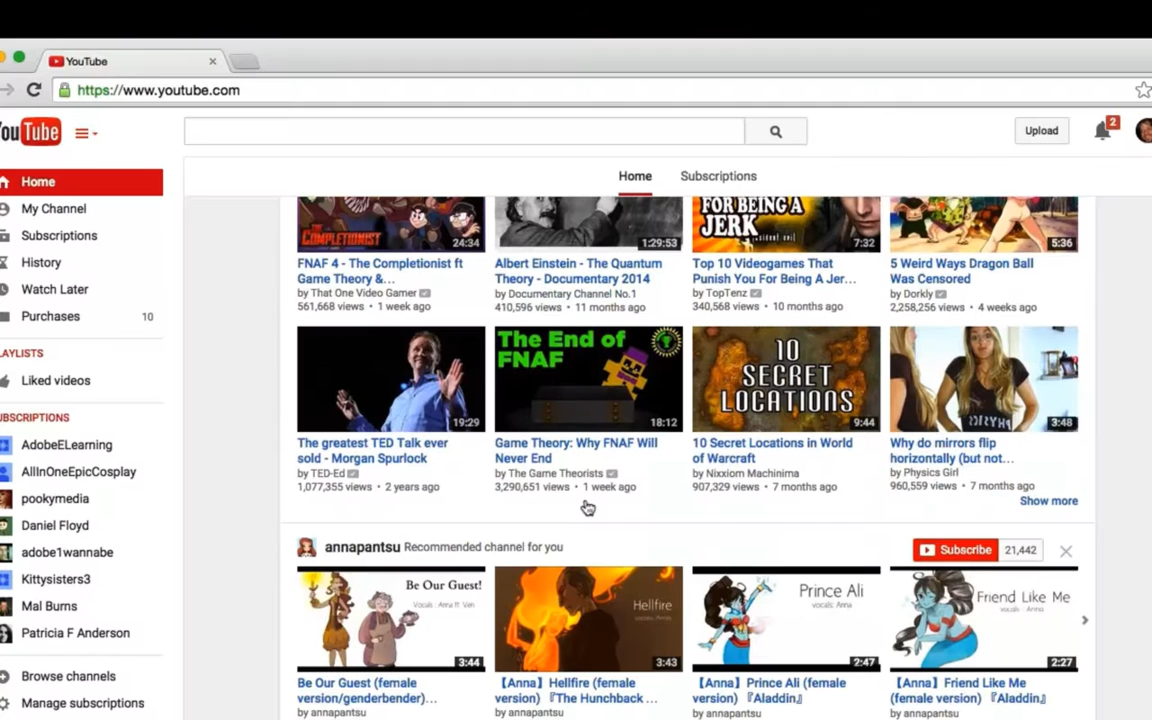 YouTube
https://www.youtube.com
YouTube
Upload
2
Home
Subscriptions
Home
My Channel
Subscriptions
History
Watch Later
Purchases 10
LAYLISTS
Liked videos
UBSCRIPTIONS
AdobeELearning
AllInOneEpicCosplay
pookymedia
Daniel Floyd
adobe1wannabe
Kittysisters3
Mal Burns
Patricia F Anderson
Browse channels
Manage subscriptions
THE COMPLETIONIST
24:34
FNAF 4 - The Completionist ft
Game Theory &...
by That One Video Gamer
561,668 views • 1 week ago
1:29:53
Albert Einstein - The Quantum
Theory - Documentary 2014
by Documentary Channel No.1
410,596 views • 11 months ago
FOR BEING A
JERK
7:32
Top 10 Videogames That
Punish You For Being A Jer...
by TopTenz
340,568 views • 10 months ago
5:36
5 Weird Ways Dragon Ball
Was Censored
by Dorkly
2,258,256 views • 4 weeks ago
19:29
The greatest TED Talk ever
sold - Morgan Spurlock
by TED-Ed
1,077,355 views • 2 years ago
The End of
FNAF
18:12
Game Theory: Why FNAF Will
Never End
by The Game Theorists
3,290,651 views • 1 week ago
10
SECRET
LOCATIONS
9:44
10 Secret Locations in World
of Warcraft
by Nixxiom Machinima
907,329 views • 7 months ago
3:48
Why do mirrors flip
horizontally (but not...
by Physics Girl
960,559 views • 7 months ago
Show more
annapantsu Recommended channel for you
Subscribe 21,442
Be Our Guest!
Vocals : Anna ft. Veri
3:44
Be Our Guest (female
version/genderbender)...
by annapantsu
Hellfire
3:43
【Anna】Hellfire (female
version) 『The Hunchback ...
by annapantsu
Prince Ali
vocals: Anna
2:47
【Anna】Prince Ali (female
version)『Aladdin』
by annapantsu
Friend Like Me
vocals : Anna
2:27
【Anna】Friend Like Me
(female version) 『Aladdin』
by annapantsu